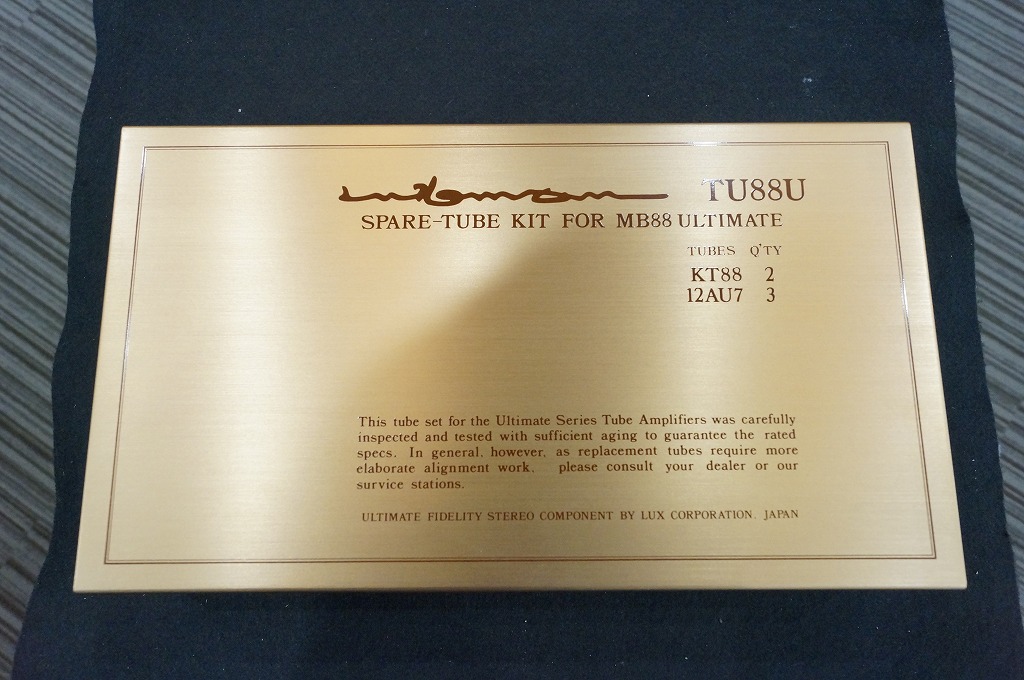 luxman TU88U
SPARE-TUBE KIT FOR MB88 ULTIMATE
TUBES Q'TY
KT88 2
12AU7 3
This tube set for the Ultimate Series Tube Amplifiers was carefully
inspected and tested with sufficient aging to guarantee the rated
specs. In general, however, as replacement tubes require more
elaborate alignment work, please consult your dealer or our
survice stations.
ULTIMATE FIDELITY STEREO COMPONENT BY LUX CORPORATION. JAPAN